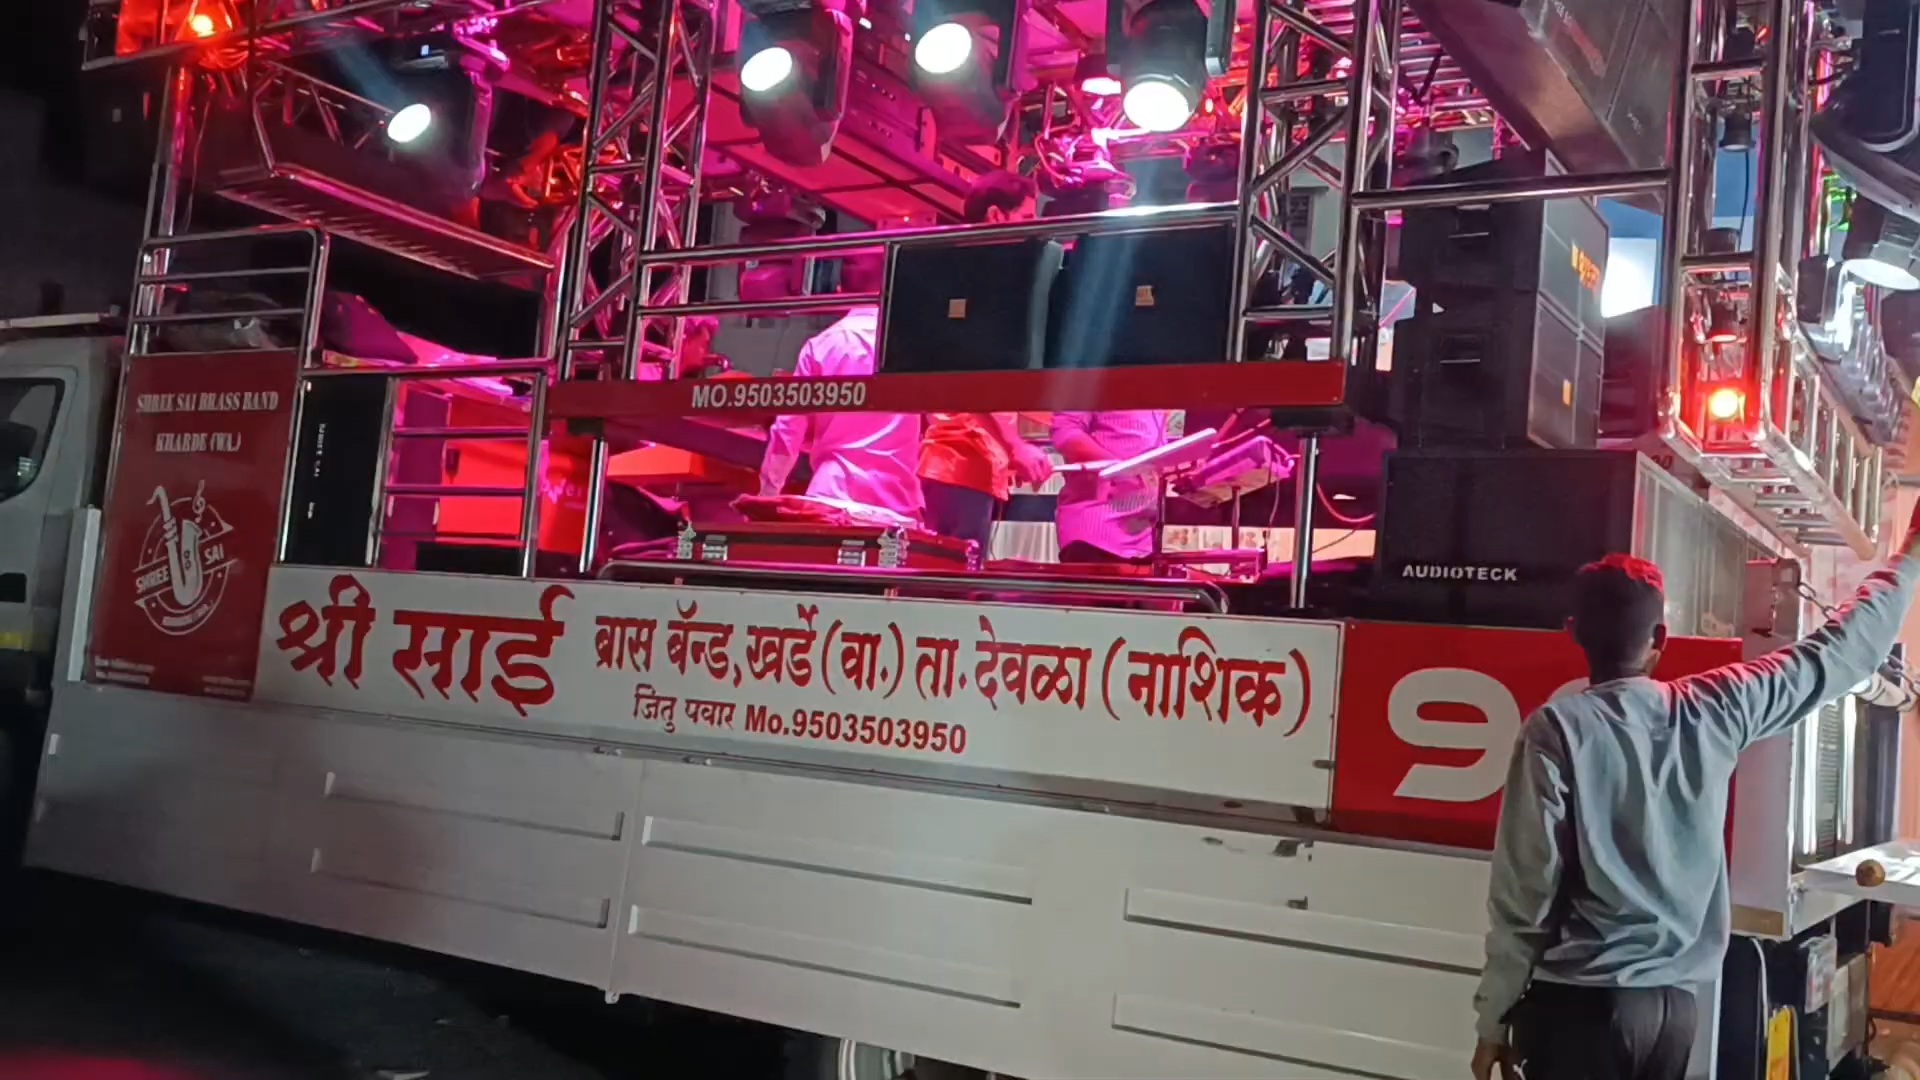 MO.9503503950
SHREE SAI BRASS BAND
KHARDE (WA.)
SHREE SAI
AUDIOTECK
श्री साई ब्रास बॅन्ड, खर्डे (वा.) ता. देवळा (नाशिक)
जितु पवार Mo.9503503950
9